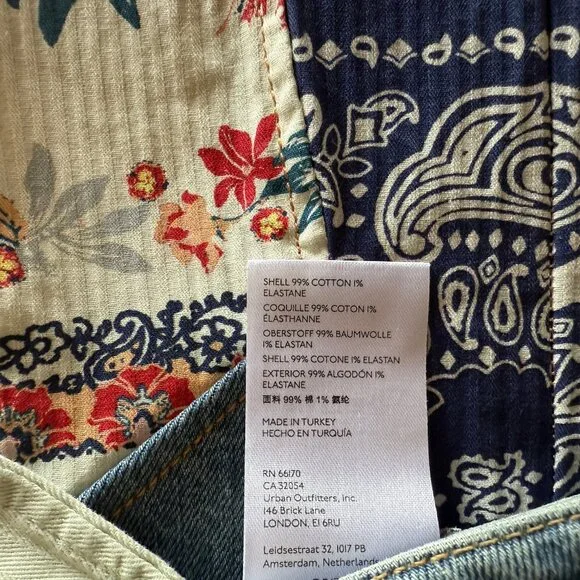 SHELL 99% COTTON 1%
ELASTANE
COQUILLE 99% COTON 1%
ÉLASTHANNE
OBERSTOFF 99% BAUMWOLLE
1% ELASTAN
SHELL 99% COTONE 1% ELASTAN
EXTERIOR 99% ALGODÓN 1%
ELASTANE
面料 99% 棉 1% 氨纶
MADE IN TURKEY
HECHO EN TURQUÍA
RN 66170
CA 32054
Urban Outfitters, Inc.
146 Brick Lane
LONDON, E1 6RU
Leidsestraat 32, 1017 PB
Amsterdam, Netherlands